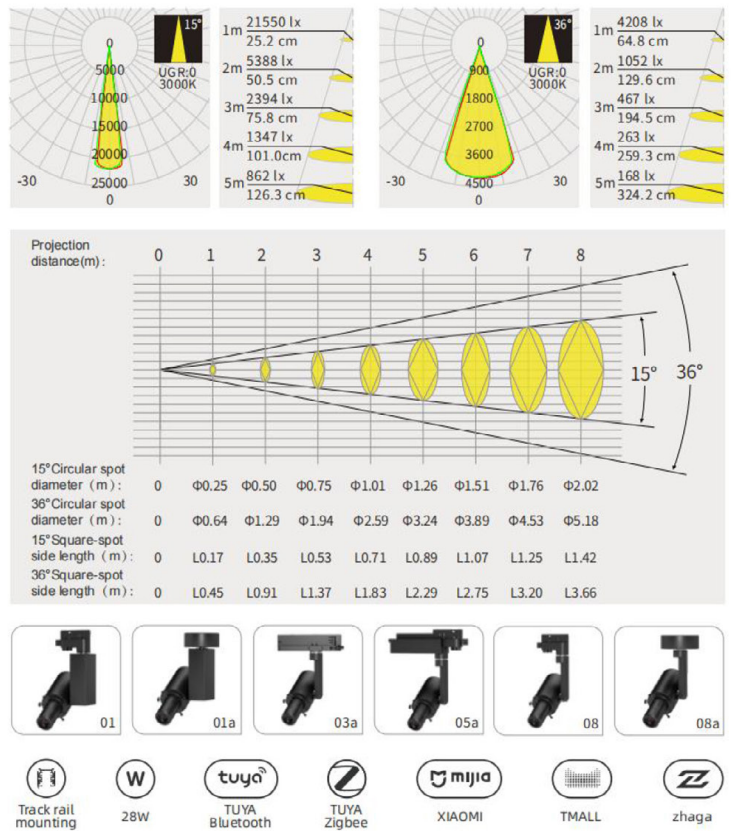 15°
UGR:0
3000K
0
5000
10000
15000
20000
25000
-30
30
0
1m
21550 lx
25.2 cm
2m
5388 lx
50.5 cm
3m
2394 lx
75.8 cm
4m
1347 lx
101.0cm
5m
862 lx
126.3 cm
36°
UGR:0
3000K
0
900
1800
2700
3600
4500
-30
30
0
1m
4208 lx
64.8 cm
2m
1052 lx
129.6 cm
3m
467 lx
194.5 cm
4m
263 lx
259.3 cm
5m
168 lx
324.2 cm
Projection
distance(m):
0 1 2 3 4 5 6 7 8
15° 36°
15°Circular spot
diameter (m): 0 Φ0.25 Φ0.50 Φ0.75 Φ1.01 Φ1.26 Φ1.51 Φ1.76 Φ2.02
36°Circular spot
diameter (m): 0 Φ0.64 Φ1.29 Φ1.94 Φ2.59 Φ3.24 Φ3.89 Φ4.53 Φ5.18
15°Square-spot
side length (m): 0 L0.17 L0.35 L0.53 L0.71 L0.89 L1.07 L1.25 L1.42
36°Square-spot
side length (m): 0 L0.45 L0.91 L1.37 L1.83 L2.29 L2.75 L3.20 L3.66
01
01a
03a
05a
08
08a
W
tuya
mijia
Track rail
mounting
28W
TUYA
Bluetooth
TUYA
Zigbee
XIAOMI
TMALL
zhaga